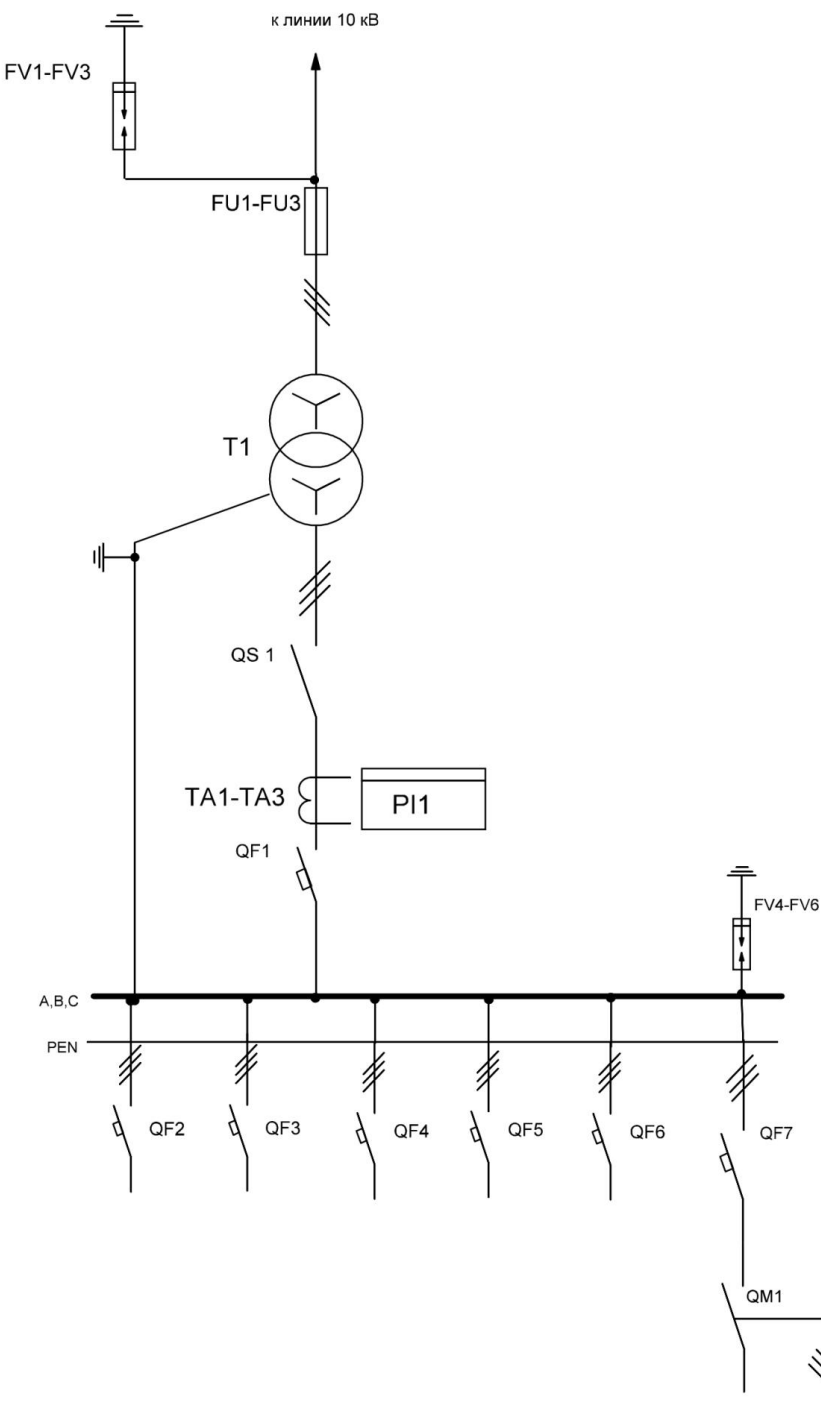 к линии 10 кВ
FV1-FV3
FU1-FU3
T1
QS 1
TA1-TA3
PI1
QF1
FV4-FV6
A,B,C
PEN
QF2
QF3
QF4
QF5
QF6
QF7
QM1